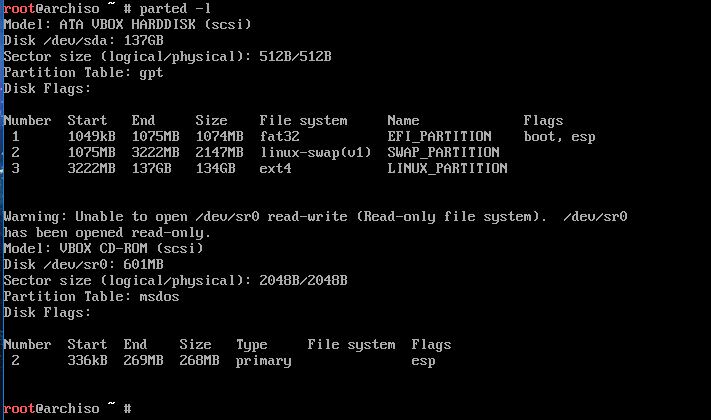 root@archiso ~ # parted -l
Model: ATA VBOX HARDDISK (scsi)
Disk /dev/sda: 137GB
Sector size (logical/physical): 512B/512B
Partition Table: gpt
Disk Flags:
Number  Start   End     Size    File system     Name             Flags
 1      1049kB  1075MB  1074MB  fat32           EFI_PARTITION    boot, esp
 2      1075MB  3222MB  2147MB  linux-swap(v1)  SWAP_PARTITION
 3      3222MB  137GB   134GB   ext4            LINUX_PARTITION
Warning: Unable to open /dev/sr0 read-write (Read-only file system).  /dev/sr0
has been opened read-only.
Model: VBOX CD-ROM (scsi)
Disk /dev/sr0: 601MB
Sector size (logical/physical): 2048B/2048B
Partition Table: msdos
Disk Flags:
Number  Start  End    Size   Type     File system  Flags
 2      336kB  269MB  268MB  primary               esp
root@archiso ~ #